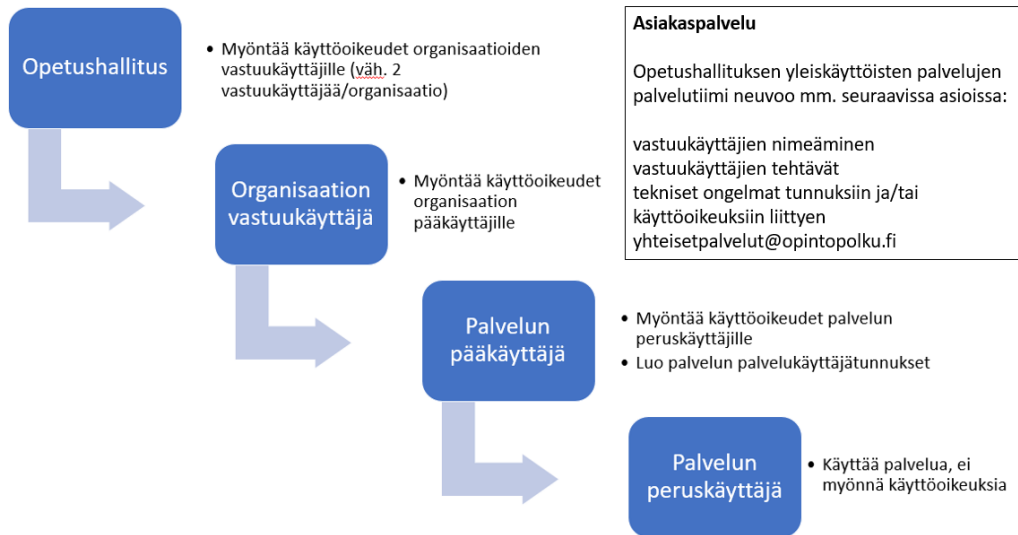 Opetushallitus
• Myöntää käyttöoikeudet organisaatioiden
vastuukäyttäjille (väh. 2
vastuukäyttäjää/organisaatio)
Asiakaspalvelu
Opetushallituksen yleiskäyttöisten palvelujen
palvelutiimi neuvoo mm. seuraavissa asioissa:
vastuukäyttäjien nimeäminen
vastuukäyttäjien tehtävät
tekniset ongelmat tunnuksiin ja/tai
käyttöoikeuksiin liittyen
yhteisetpalvelut@opintopolku.fi
Organisaation
vastuukäyttäjä
• Myöntää käyttöoikeudet
organisaation
pääkäyttäjille
Palvelun
pääkäyttäjä
• Myöntää käyttöoikeudet palvelun
peruskäyttäjille
• Luo palvelun palvelukäyttäjätunnukset
Palvelun
peruskäyttäjä
• Käyttää palvelua, ei
myönnä käyttöoikeuksia